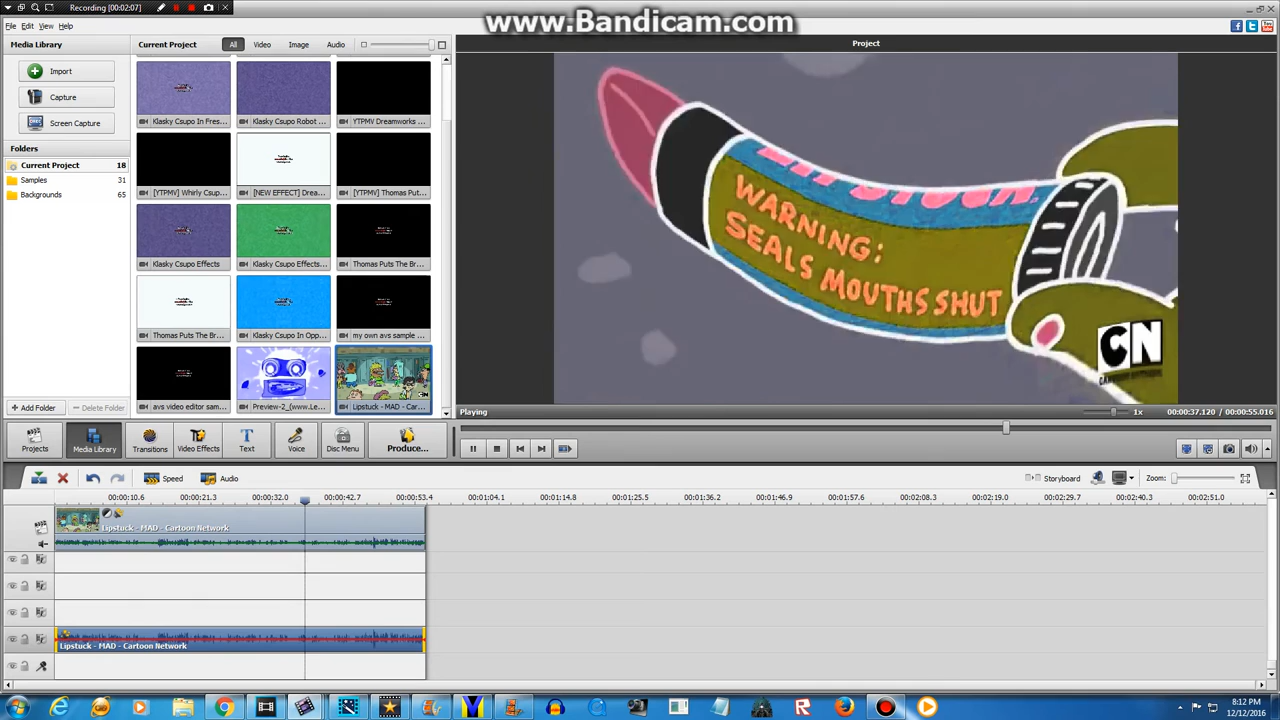 Recording [00:02:07]
www.Bandicam.com
File Edit View Help
Media Library
Current Project
All
Video
Image
Audio
Project
Import
Capture
Screen Capture
Folders
Current Project 18
Samples 31
Backgrounds 65
Klasky Csupo In Fres...
Klasky Csupo Robot ...
YTPMV Dreamworks ...
[YTPMV] Whirly Csup...
[NEW EFFECT] Drea...
[YTPMV] Thomas Put...
Klasky Csupo Effects
Klasky Csupo Effects...
Thomas Puts The Br...
Thomas Puts The Br...
Klasky Csupo In Opp...
my own avs sample ...
avs video editor sam...
Preview-2_(www.Le...
Lipstuck - MAD - Car...
WARNING:
SEALS MOUTHS SHUT
CN
CARTOON NETWORK
Add Folder
Delete Folder
Playing
1x
00:00:37.120 / 00:00:55.016
Projects
Media Library
Transitions
Video Effects
Text
Voice
Disc Menu
Produce...
Speed
Audio
Storyboard
Zoom:
00:00:10.6 00:00:21.3 00:00:32.0 00:00:42.7 00:00:53.4 00:01:04.1 00:01:14.8 00:01:25.5 00:01:36.2 00:01:46.9 00:01:57.6 00:02:08.3 00:02:19.0 00:02:29.7 00:02:40.3 00:02:51.0
Lipstuck - MAD - Cartoon Network
Lipstuck - MAD - Cartoon Network
8:12 PM
12/12/2016